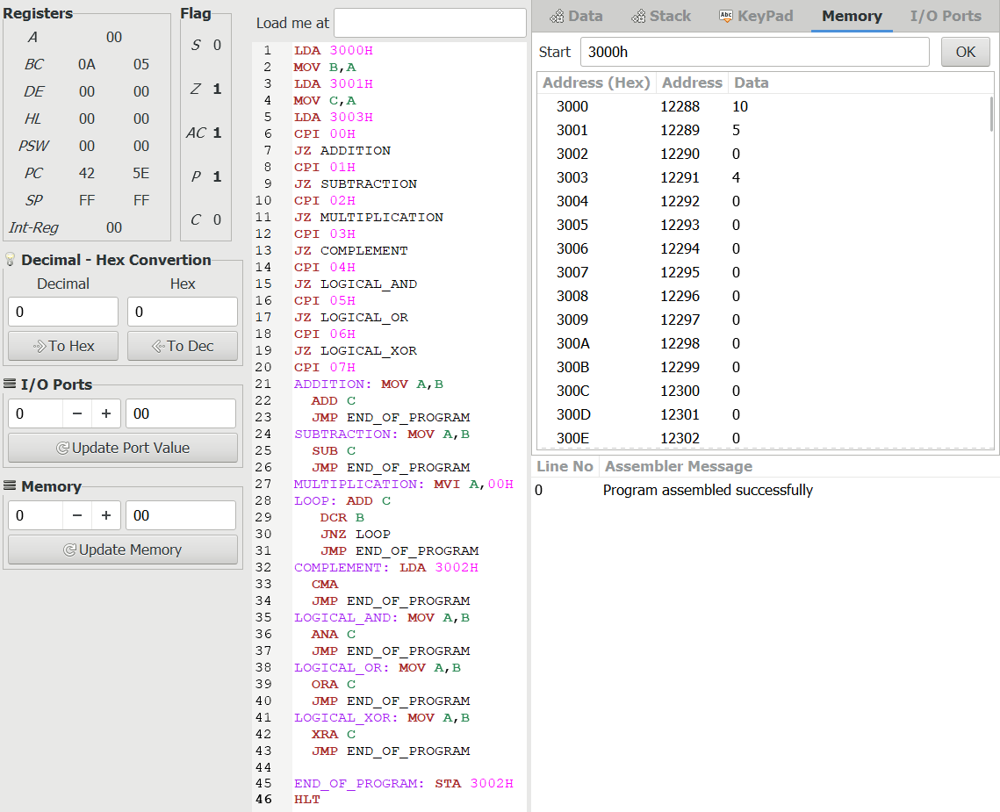 Registers
A 00
BC 0A 05
DE 00 00
HL 00 00
PSW 00 00
PC 42 5E
SP FF FF
Int-Reg 00
Flag
S 0
Z 1
AC 1
P 1
C 0
Decimal - Hex Convertion
Decimal Hex
0 0
To Hex To Dec
I/O Ports
0 − + 00
Update Port Value
Memory
0 − + 00
Update Memory
Load me at
1 LDA 3000H
2 MOV B,A
3 LDA 3001H
4 MOV C,A
5 LDA 3003H
6 CPI 00H
7 JZ ADDITION
8 CPI 01H
9 JZ SUBTRACTION
10 CPI 02H
11 JZ MULTIPLICATION
12 CPI 03H
13 JZ COMPLEMENT
14 CPI 04H
15 JZ LOGICAL_AND
16 CPI 05H
17 JZ LOGICAL_OR
18 CPI 06H
19 JZ LOGICAL_XOR
20 CPI 07H
21 ADDITION: MOV A,B
22 ADD C
23 JMP END_OF_PROGRAM
24 SUBTRACTION: MOV A,B
25 SUB C
26 JMP END_OF_PROGRAM
27 MULTIPLICATION: MVI A,00H
28 LOOP: ADD C
29 DCR B
30 JNZ LOOP
31 JMP END_OF_PROGRAM
32 COMPLEMENT: LDA 3002H
33 CMA
34 JMP END_OF_PROGRAM
35 LOGICAL_AND: MOV A,B
36 ANA C
37 JMP END_OF_PROGRAM
38 LOGICAL_OR: MOV A,B
39 ORA C
40 JMP END_OF_PROGRAM
41 LOGICAL_XOR: MOV A,B
42 XRA C
43 JMP END_OF_PROGRAM
44
45 END_OF_PROGRAM: STA 3002H
46 HLT
Data Stack Abc KeyPad Memory I/O Ports
Start 3000h OK
Address (Hex) Address Data
3000 12288 10
3001 12289 5
3002 12290 0
3003 12291 4
3004 12292 0
3005 12293 0
3006 12294 0
3007 12295 0
3008 12296 0
3009 12297 0
300A 12298 0
300B 12299 0
300C 12300 0
300D 12301 0
300E 12302 0
Line No Assembler Message
0 Program assembled successfully